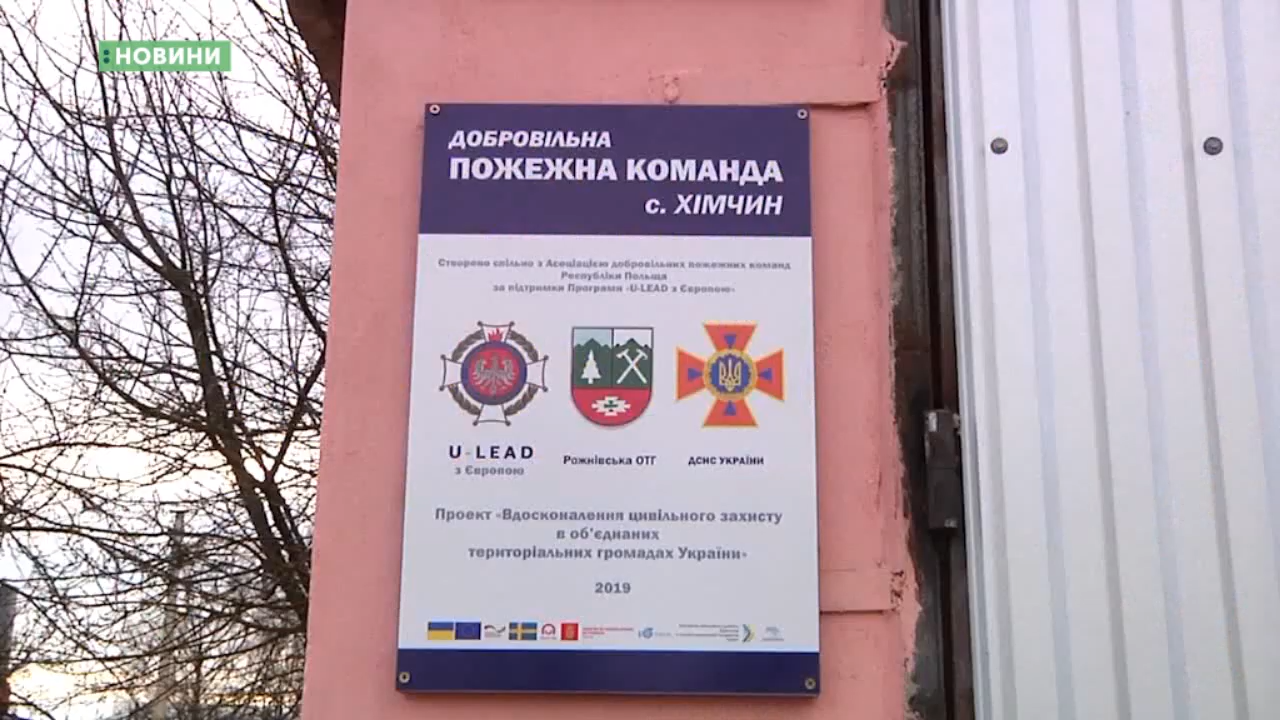 НОВИНИ
ДОБРОВІЛЬНА
ПОЖЕЖНА КОМАНДА
с. ХІМЧИН
Створено спільно з Асоціацією добровільних пожежних команд
Республіки Польща
за підтримки Програми «U-LEAD з Європою»
U-LEAD
з Європою
Рожнівська ОТГ
ДСНС УКРАЇНИ
Проект «Вдосконалення цивільного захисту
в об'єднаних
територіальних громадах України»
2019